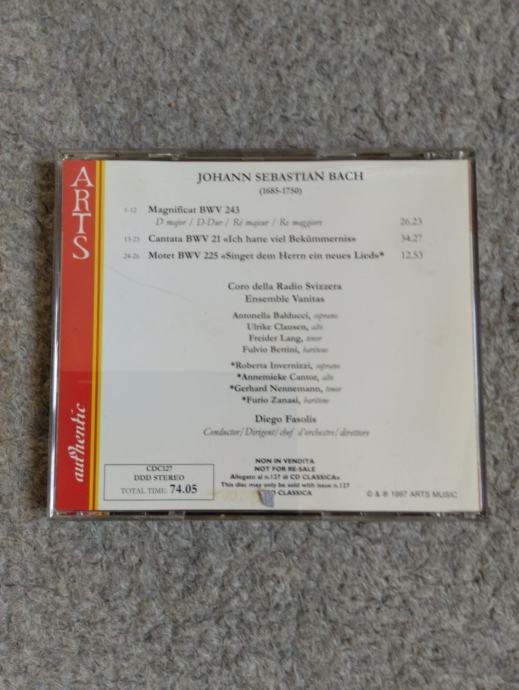 ARTS
authentic
JOHANN SEBASTIAN BACH
(1685-1750)
1-12 Magnificat BWV 243
D major / D-Dur / Ré majeur / Re maggiore 26.23
13-23 Cantata BWV 21 «Ich hatte viel Bekümmernis» 34.27
24-26 Motet BWV 225 «Singet dem Herrn ein neues Lied»* 12.53
Coro della Radio Svizzera
Ensemble Vanitas
Antonella Balducci, soprano
Ulrike Clausen, alto
Freider Lang, tenor
Fulvio Bettini, baritone
*Roberta Invernizzi, soprano
*Annemieke Cantor, alto
*Gerhard Nennemann, tenor
*Furio Zanasi, baritone
Diego Fasolis
Conductor/Dirigent/chef d'orchestre/direttore
CDC127
DDD STEREO
TOTAL TIME: 74.05
NON IN VENDITA
NOT FOR RE-SALE
Allegato al n.127 di CD CLASSICA»
This disc may only be sold with issue n.127
CLASSICA
© & ℗ 1997 ARTS MUSIC